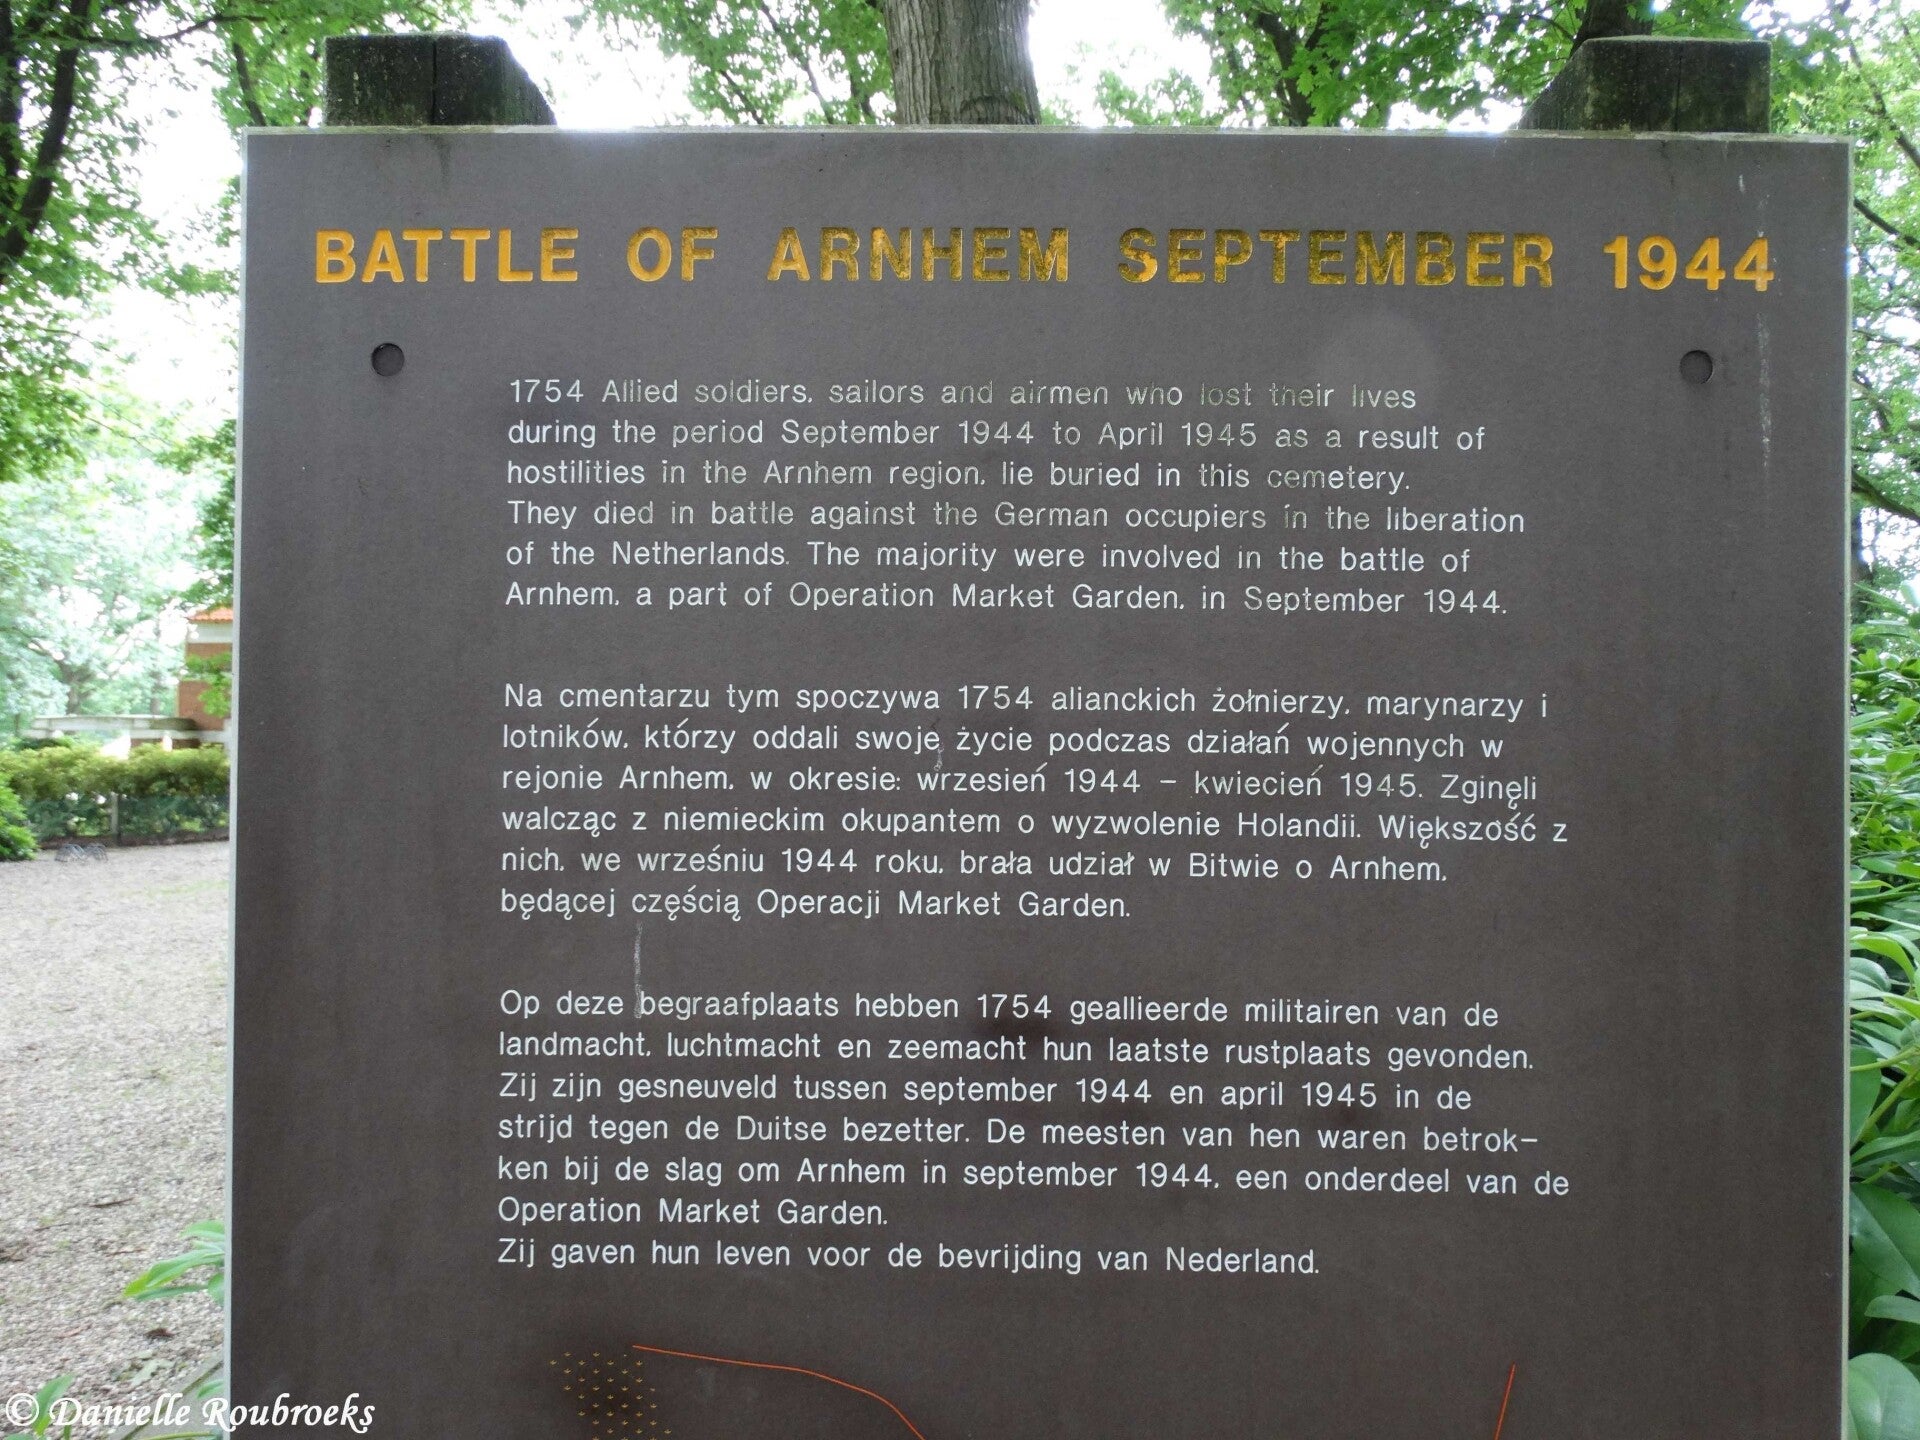 BATTLE OF ARNHEM SEPTEMBER 1944
1754 Allied soldiers, sailors and airmen who lost their lives
during the period September 1944 to April 1945 as a result of
hostilities in the Arnhem region, lie buried in this cemetery.
They died in battle against the German occupiers in the liberation
of the Netherlands. The majority were involved in the battle of
Arnhem, a part of Operation Market Garden, in September 1944.
Na cmentarzu tym spoczywa 1754 alianckich żołnierzy, marynarzy i
lotników, którzy oddali swoje życie podczas działań wojennych w
rejonie Arnhem, w okresie: wrzesień 1944 – kwiecień 1945. Zginęli
walcząc z niemieckim okupantem o wyzwolenie Holandii. Większość z
nich, we wrześniu 1944 roku, brała udział w Bitwie o Arnhem,
będącej częścią Operacji Market Garden.
Op deze begraafplaats hebben 1754 geallieerde militairen van de
landmacht, luchtmacht en zeemacht hun laatste rustplaats gevonden.
Zij zijn gesneuveld tussen september 1944 en april 1945 in de
strijd tegen de Duitse bezetter. De meesten van hen waren betrok–
ken bij de slag om Arnhem in september 1944, een onderdeel van de
Operation Market Garden.
Zij gaven hun leven voor de bevrijding van Nederland.
© Danielle Roubroeks